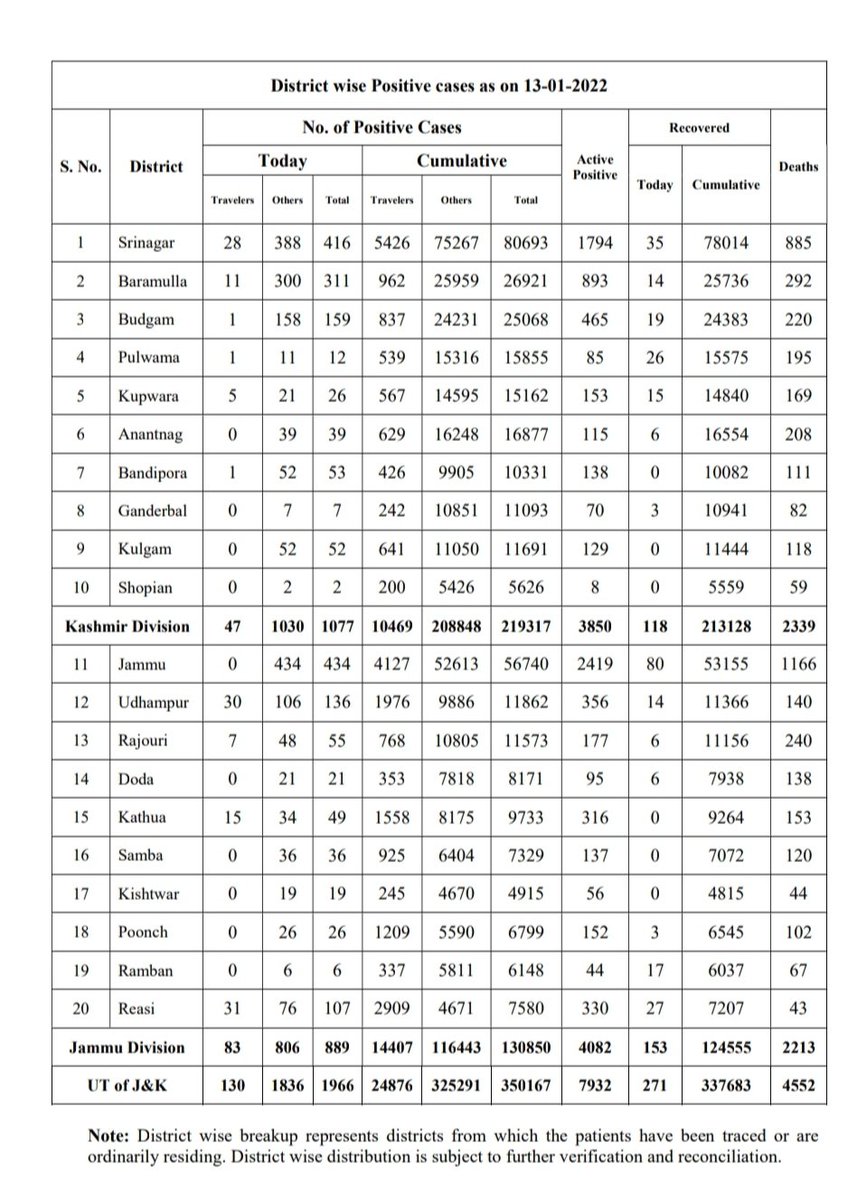 District wise Positive cases as on 13-01-2022
S. No. District No. of Positive Cases Active Positive Recovered Deaths
Today Cumulative Today Cumulative
Travelers Others Total Travelers Others Total
1 Srinagar 28 388 416 5426 75267 80693 1794 35 78014 885
2 Baramulla 11 300 311 962 25959 26921 893 14 25736 292
3 Budgam 1 158 159 837 24231 25068 465 19 24383 220
4 Pulwama 1 11 12 539 15316 15855 85 26 15575 195
5 Kupwara 5 21 26 567 14595 15162 153 15 14840 169
6 Anantnag 0 39 39 629 16248 16877 115 6 16554 208
7 Bandipora 1 52 53 426 9905 10331 138 0 10082 111
8 Ganderbal 0 7 7 242 10851 11093 70 3 10941 82
9 Kulgam 0 52 52 641 11050 11691 129 0 11444 118
10 Shopian 0 2 2 200 5426 5626 8 0 5559 59
Kashmir Division 47 1030 1077 10469 208848 219317 3850 118 213128 2339
11 Jammu 0 434 434 4127 52613 56740 2419 80 53155 1166
12 Udhampur 30 106 136 1976 9886 11862 356 14 11366 140
13 Rajouri 7 48 55 768 10805 11573 177 6 11156 240
14 Doda 0 21 21 353 7818 8171 95 6 7938 138
15 Kathua 15 34 49 1558 8175 9733 316 0 9264 153
16 Samba 0 36 36 925 6404 7329 137 0 7072 120
17 Kishtwar 0 19 19 245 4670 4915 56 0 4815 44
18 Poonch 0 26 26 1209 5590 6799 152 3 6545 102
19 Ramban 0 6 6 337 5811 6148 44 17 6037 67
20 Reasi 31 76 107 2909 4671 7580 330 27 7207 43
Jammu Division 83 806 889 14407 116443 130850 4082 153 124555 2213
UT of J&K 130 1836 1966 24876 325291 350167 7932 271 337683 4552
Note: District wise breakup represents districts from which the patients have been traced or are
ordinarily residing. District wise distribution is subject to further verification and reconciliation.